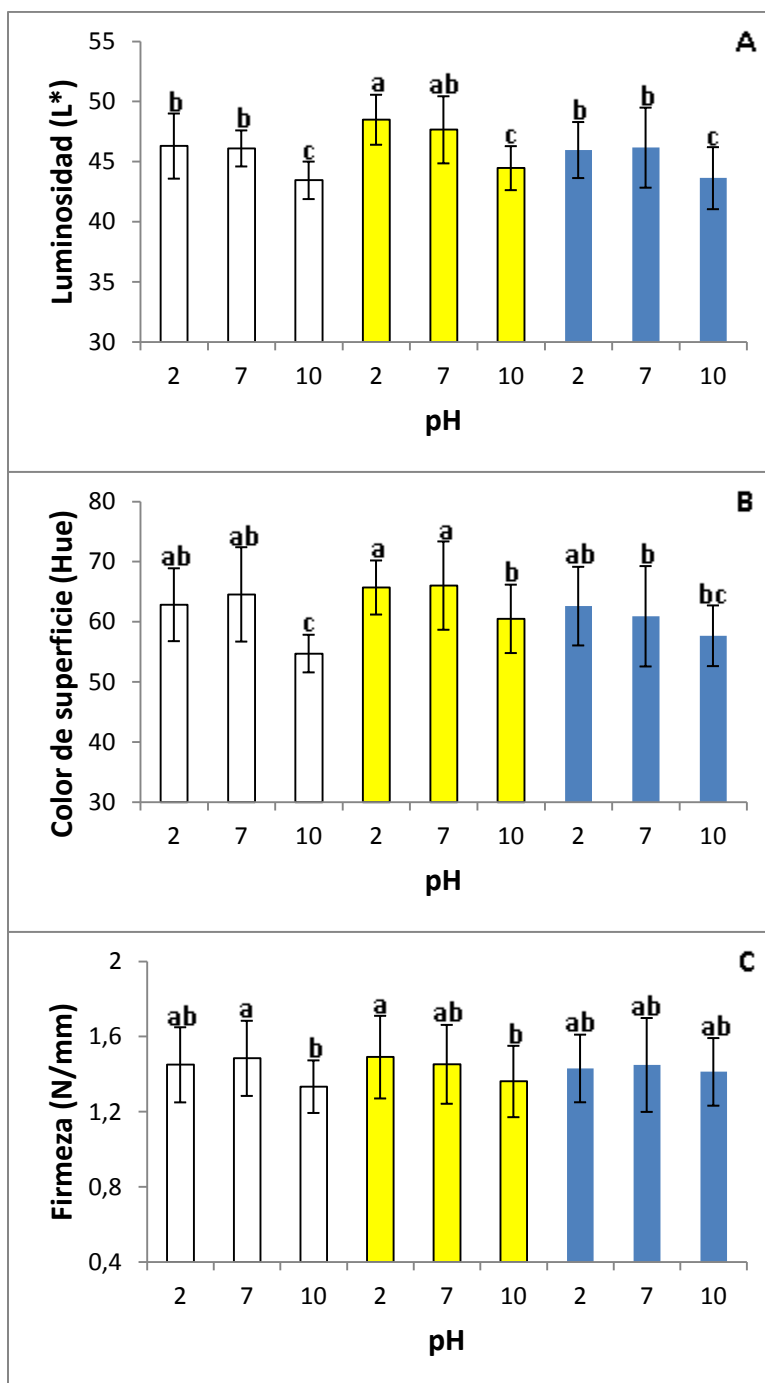 A
Luminosidad (L*)
55
50
45
40
35
30
b b c a ab c b b c
2 7 10 2 7 10 2 7 10
pH
B
Color de superficie (Hue)
80
70
60
50
40
30
ab ab c a a b ab b bc
2 7 10 2 7 10 2 7 10
pH
C
Firmeza (N/mm)
2
1,6
1,2
0,8
0,4
ab a b a ab b ab ab ab
2 7 10 2 7 10 2 7 10
pH